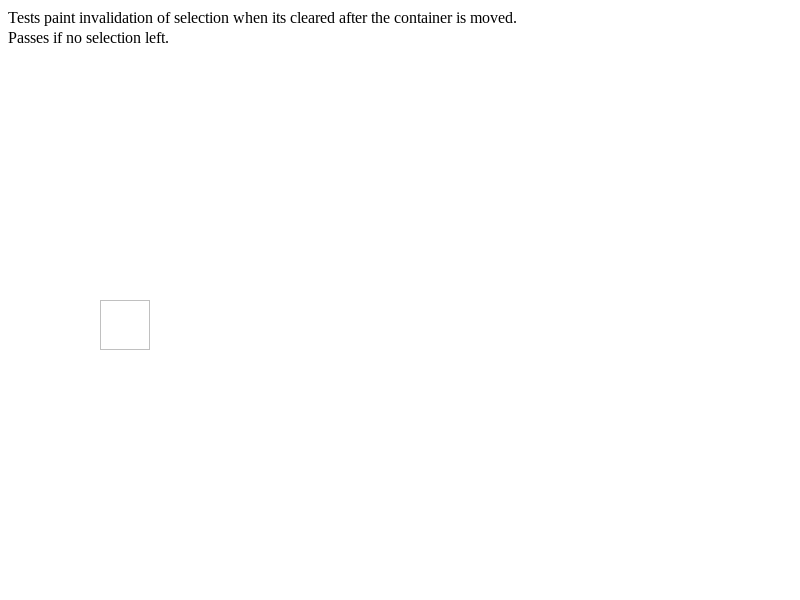 Tests paint invalidation of selection when its cleared after the container is moved.
Passes if no selection left.